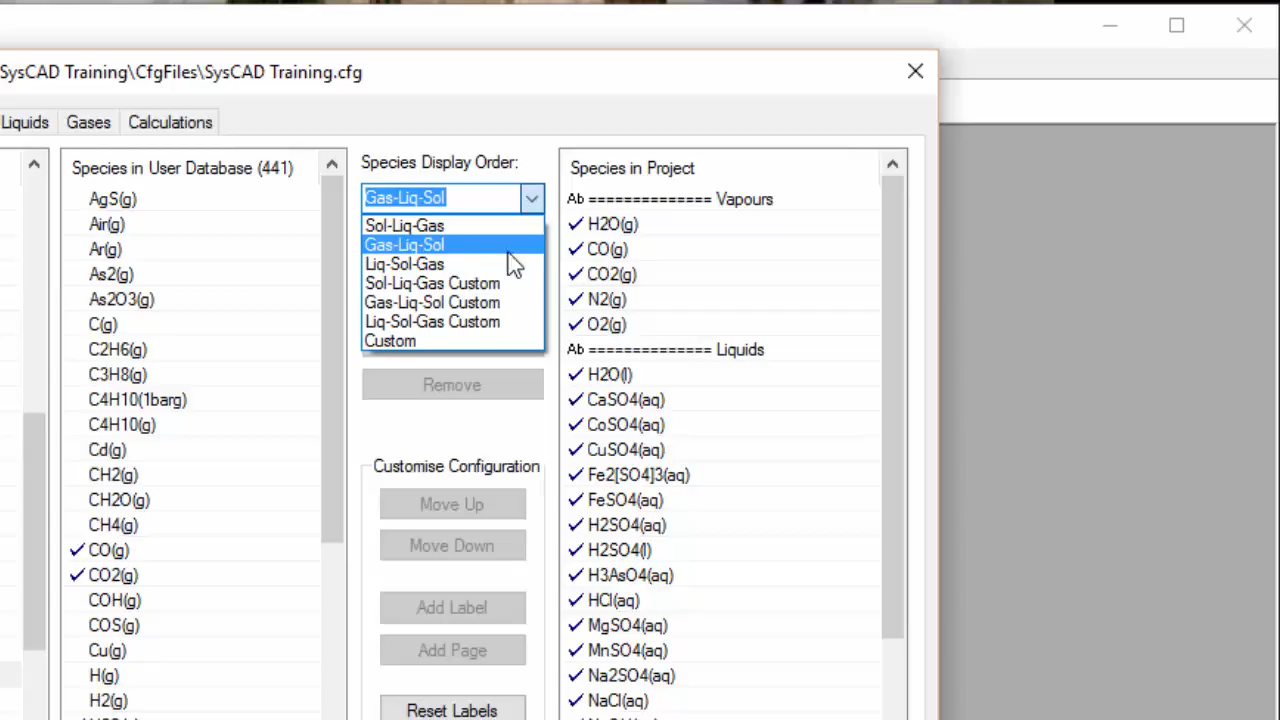 SysCAD Training\CfgFiles\SysCAD Training.cfg
Liquids Gases Calculations
Species in User Database (441)
AgS(g)
Air(g)
Ar(g)
As2(g)
As2O3(g)
C(g)
C2H6(g)
C3H8(g)
C4H10(1barg)
C4H10(g)
Cd(g)
CH2(g)
CH2O(g)
CH4(g)
CO(g)
CO2(g)
COH(g)
COS(g)
Cu(g)
H(g)
H2(g)
Species Display Order:
Gas-Liq-Sol
Sol-Liq-Gas
Gas-Liq-Sol
Liq-Sol-Gas
Sol-Liq-Gas Custom
Gas-Liq-Sol Custom
Liq-Sol-Gas Custom
Custom
Remove
Customise Configuration
Move Up
Move Down
Add Label
Add Page
Reset Labels
Species in Project
Ab ============== Vapours
H2O(g)
CO(g)
CO2(g)
N2(g)
O2(g)
Ab ============== Liquids
H2O(l)
CaSO4(aq)
CoSO4(aq)
CuSO4(aq)
Fe2[SO4]3(aq)
FeSO4(aq)
H2SO4(aq)
H2SO4(l)
H3AsO4(aq)
HCl(aq)
MgSO4(aq)
MnSO4(aq)
Na2SO4(aq)
NaCl(aq)